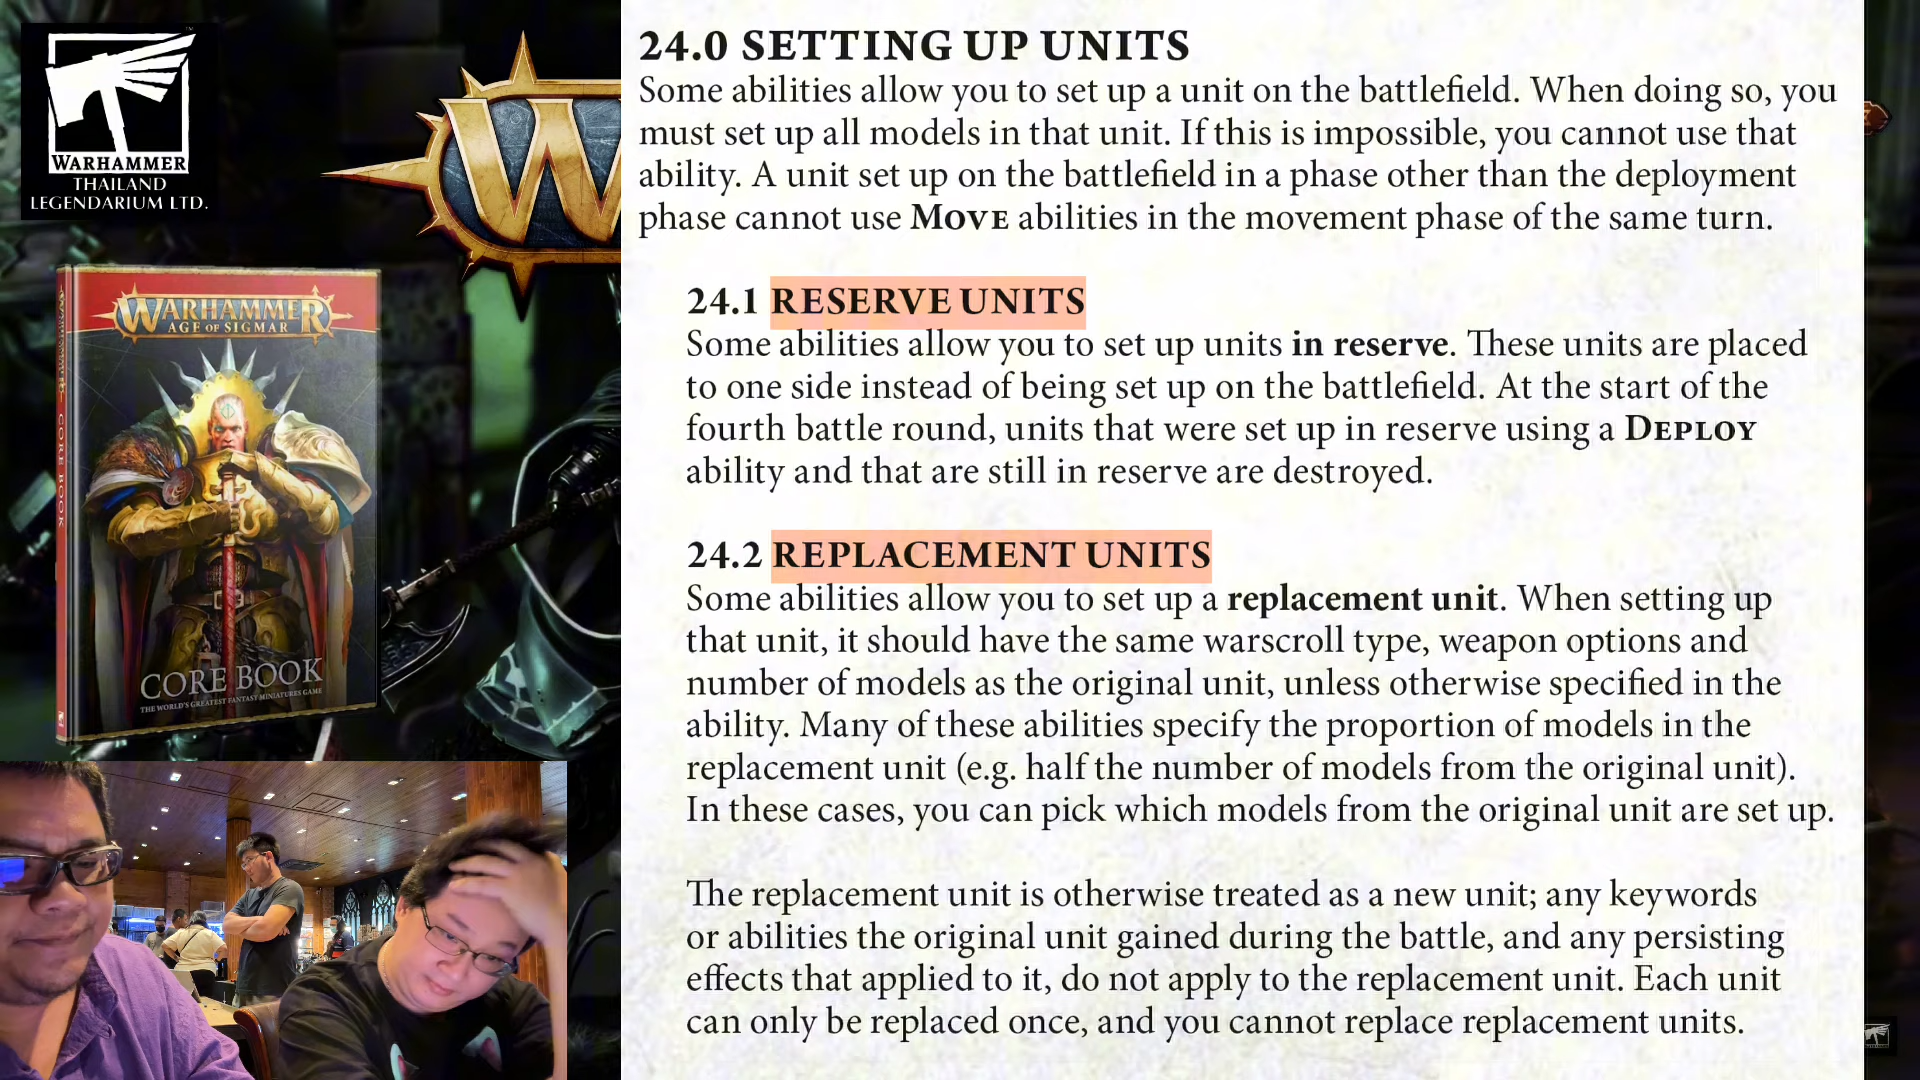 WARHAMMER
THAILAND
LEGENDARIUM LTD.
W
WARHAMMER
AGE OF SIGMAR
CORE BOOK
CORE BOOK
THE WORLD'S GREATEST FANTASY MINIATURES GAME
24.0 SETTING UP UNITS
Some abilities allow you to set up a unit on the battlefield. When doing so, you
must set up all models in that unit. If this is impossible, you cannot use that
ability. A unit set up on the battlefield in a phase other than the deployment
phase cannot use MOVE abilities in the movement phase of the same turn.
24.1 RESERVE UNITS
Some abilities allow you to set up units in reserve. These units are placed
to one side instead of being set up on the battlefield. At the start of the
fourth battle round, units that were set up in reserve using a DEPLOY
ability and that are still in reserve are destroyed.
24.2 REPLACEMENT UNITS
Some abilities allow you to set up a replacement unit. When setting up
that unit, it should have the same warscroll type, weapon options and
number of models as the original unit, unless otherwise specified in the
ability. Many of these abilities specify the proportion of models in the
replacement unit (e.g. half the number of models from the original unit).
In these cases, you can pick which models from the original unit are set up.
The replacement unit is otherwise treated as a new unit; any keywords
or abilities the original unit gained during the battle, and any persisting
effects that applied to it, do not apply to the replacement unit. Each unit
can only be replaced once, and you cannot replace replacement units.